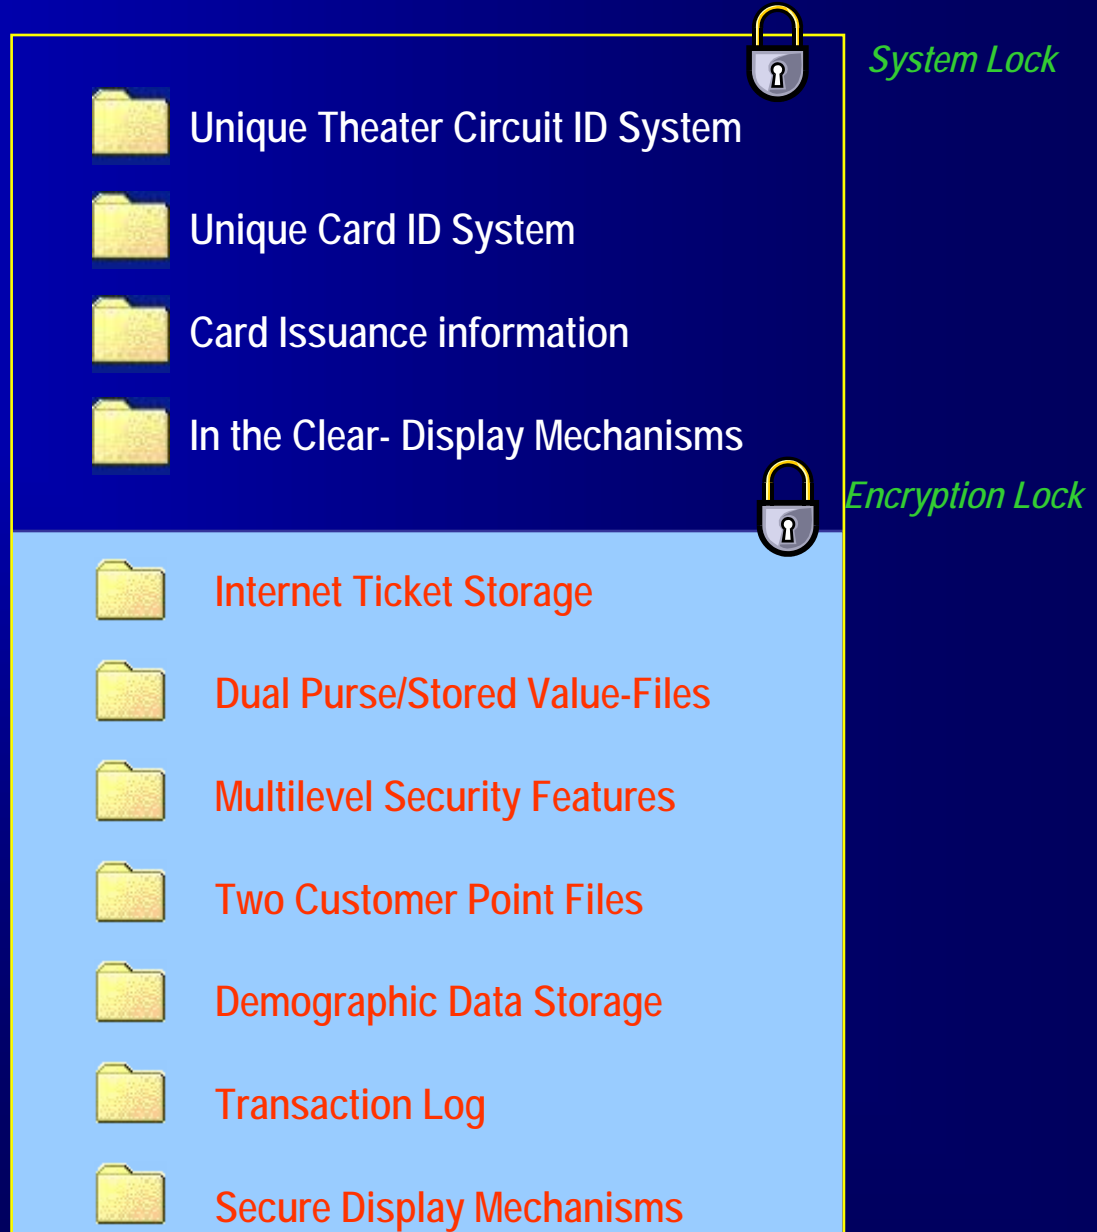 System Lock
Unique Theater Circuit ID System
Unique Card ID System
Card Issuance information
In the Clear- Display Mechanisms
Encryption Lock
Internet Ticket Storage
Dual Purse/Stored Value-Files
Multilevel Security Features
Two Customer Point Files
Demographic Data Storage
Transaction Log
Secure Display Mechanisms